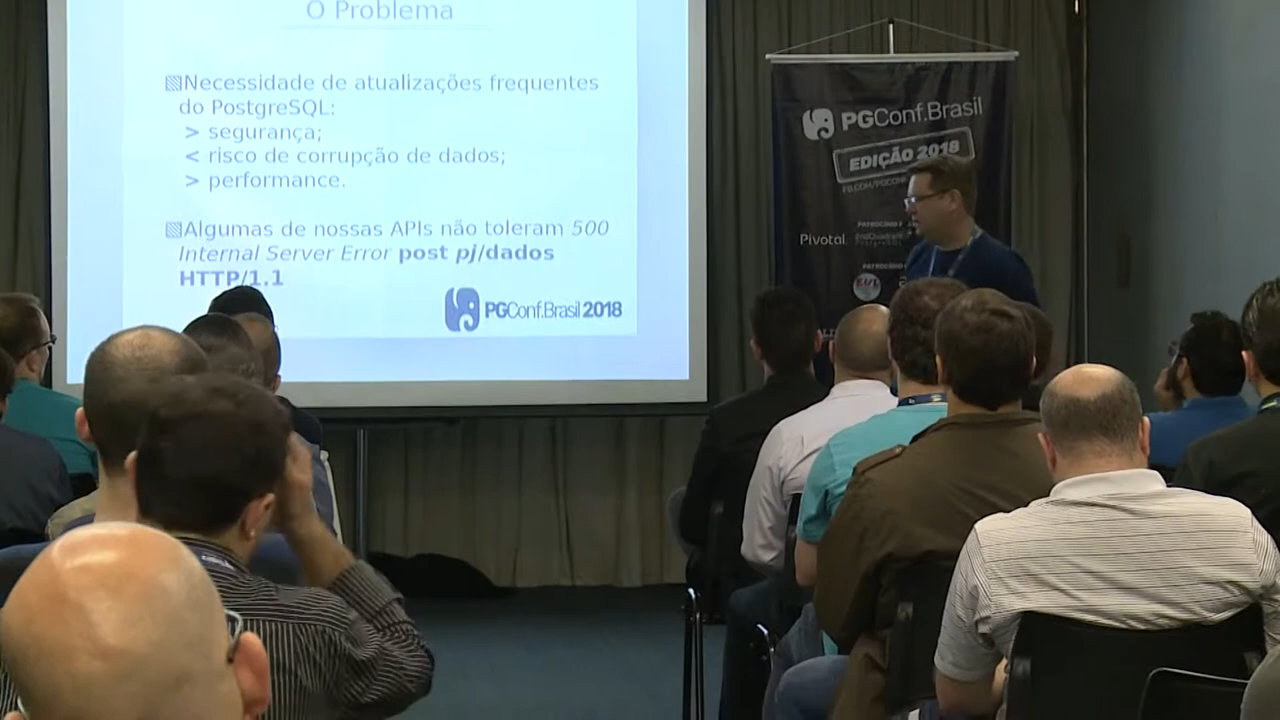 O Problema
Necessidade de atualizações frequentes
do PostgreSQL:
> segurança;
< risco de corrupção de dados;
> performance.
Algumas de nossas APIs não toleram 500
Internal Server Error post pj/dados
HTTP/1.1
PGConf.Brasil 2018
PGConf.Brasil
EDIÇÃO 2018
Pivotal